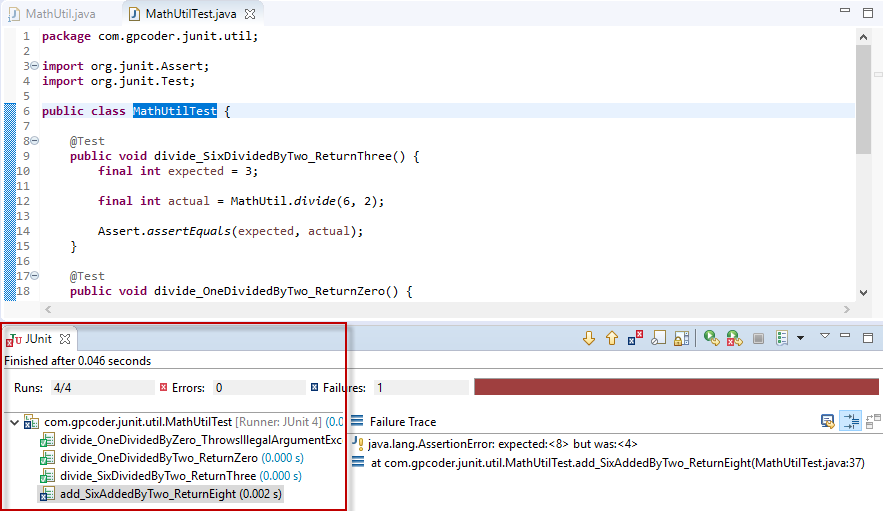 MathUtil.java MathUtilTest.java
1 package com.gpcoder.junit.util;
2
3 import org.junit.Assert;
4 import org.junit.Test;
5
6 public class MathUtilTest {
7
8 @Test
9 public void divide_SixDividedByTwo_ReturnThree() {
10 final int expected = 3;
11
12 final int actual = MathUtil.divide(6, 2);
13
14 Assert.assertEquals(expected, actual);
15 }
16
17 @Test
18 public void divide_OneDividedByTwo_ReturnZero() {
JUnit
Finished after 0.046 seconds
Runs: 4/4 Errors: 0 Failures: 1
com.gpcoder.junit.util.MathUtilTest [Runner: JUnit 4] (0.0
divide_OneDividedByZero_ThrowsIllegalArgumentExc
divide_OneDividedByTwo_ReturnZero (0.000 s)
divide_SixDividedByTwo_ReturnThree (0.000 s)
add_SixAddedByTwo_ReturnEight (0.002 s)
Failure Trace
java.lang.AssertionError: expected:<8> but was:<4>
at com.gpcoder.junit.util.MathUtilTest.add_SixAddedByTwo_ReturnEight(MathUtilTest.java:37)